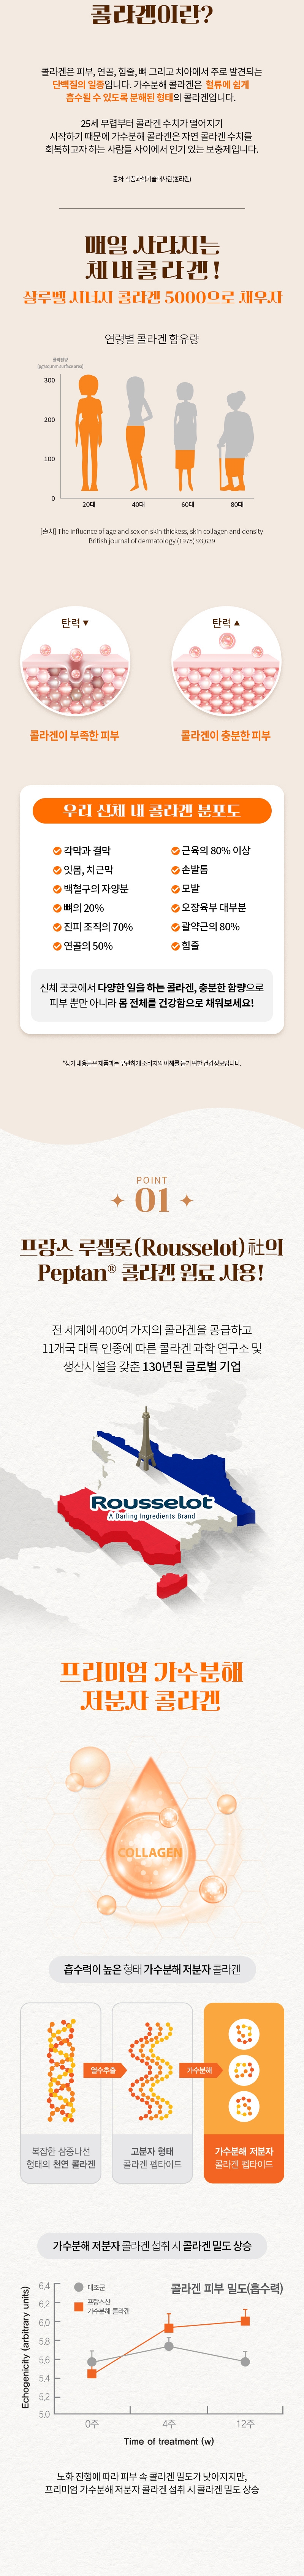 콜라겐이란?
콜라겐은 피부, 연골, 힘줄, 뼈 그리고 치아에서 주로 발견되는
단백질의 일종입니다. 가수분해 콜라겐은 혈류에 쉽게
흡수될 수 있도록 분해된 형태의 콜라겐입니다.
25세 무렵부터 콜라겐 수치가 떨어지기
시작하기 때문에 가수분해 콜라겐은 자연 콜라겐 수치를
회복하고자 하는 사람들 사이에서 인기 있는 보충제입니다.
출처: 식품과학기술대사관(콜라겐)
매일 사라지는
체내콜라겐!
살루벨 시너지 콜라겐 5000으로 채우자
연령별 콜라겐 함유량
콜라겐양
(μg/sq.mm surface area)
300
200
100
0
20대 40대 60대 80대
[출처] The Influence of age and sex on skin thickess, skin collagen and density
British journal of dermatology (1975) 93,639
탄력▼
탄력▲
콜라겐이 부족한 피부
콜라겐이 충분한 피부
우리 신체 내 콜라겐 분포도
각막과 결막
근육의 80% 이상
잇몸, 치근막
손발톱
백혈구의 자양분
모발
뼈의 20%
오장육부 대부분
진피 조직의 70%
괄약근의 80%
연골의 50%
힘줄
신체 곳곳에서 다양한 일을 하는 콜라겐, 충분한 함량으로
피부 뿐만 아니라 몸 전체를 건강함으로 채워보세요!
*상기 내용물은 제품과는 무관하게 소비자의 이해를 돕기 위한 건강정보입니다.
POINT
01
프랑스 루셀롯(Rousselot)社의
Peptan® 콜라겐 원료 사용!
전 세계에 400여 가지의 콜라겐을 공급하고
11개국 대륙 인종에 따른 콜라겐 과학 연구소 및
생산시설을 갖춘 130년된 글로벌 기업
Rousselot
A Darling Ingredients Brand
프리미엄 가수분해
저분자 콜라겐
COLLAGEN
흡수력이 높은 형태 가수분해 저분자 콜라겐
열수추출
가수분해
복잡한 삼중나선
형태의 천연 콜라겐
고분자 형태
콜라겐 펩타이드
가수분해 저분자
콜라겐 펩타이드
가수분해 저분자 콜라겐 섭취 시 콜라겐 밀도 상승
콜라겐 피부 밀도(흡수력)
대조군
프랑스산
가수분해 콜라겐
Echogenicity (arbitrary units)
6,4
6,2
6,0
5,8
5,6
5,4
5,2
5,0
0주 4주 12주
Time of treatment (w)
노화 진행에 따라 피부 속 콜라겐 밀도가 낮아지지만,
프리미엄 가수분해 저분자 콜라겐 섭취 시 콜라겐 밀도 상승